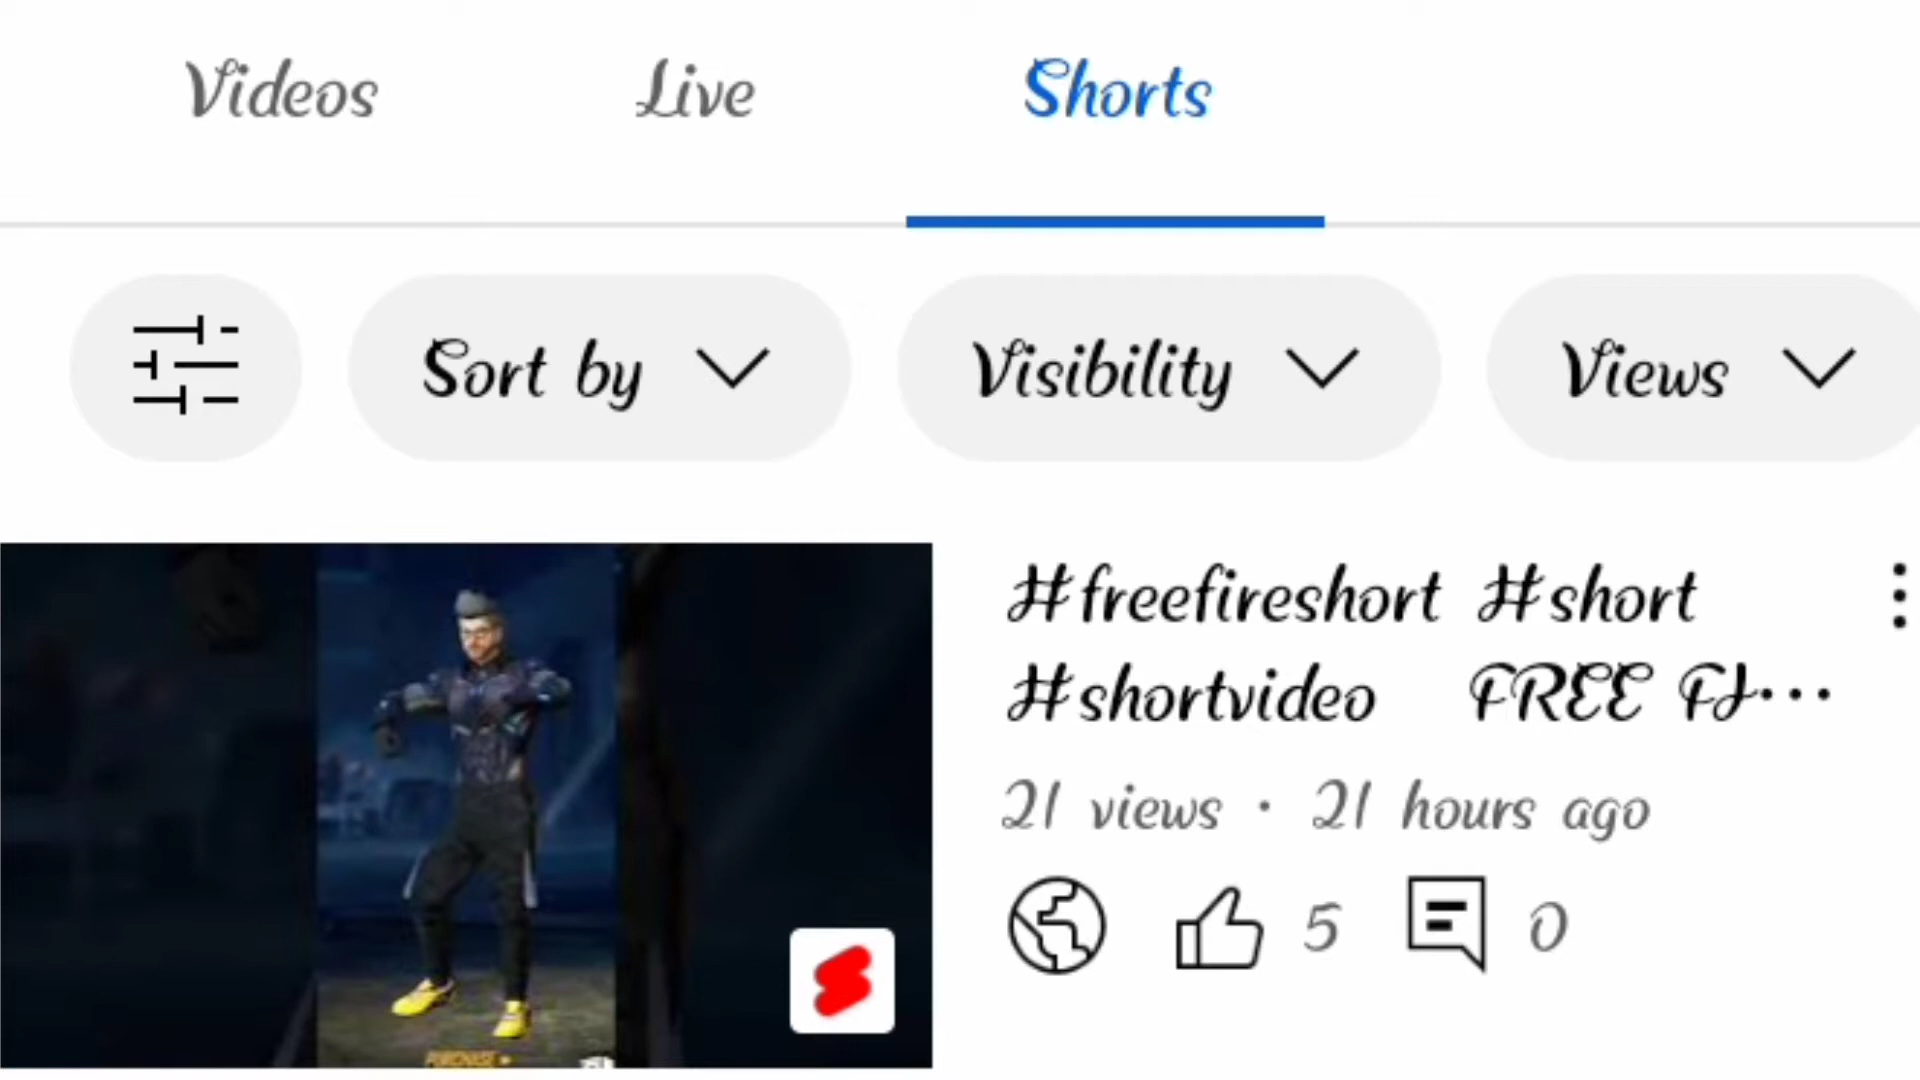 Videos Live Shorts
Sort by Visibility Views
#freefireshort #short
#shortvideo FREE FI...
21 views · 21 hours ago
5 0
PURCHASE